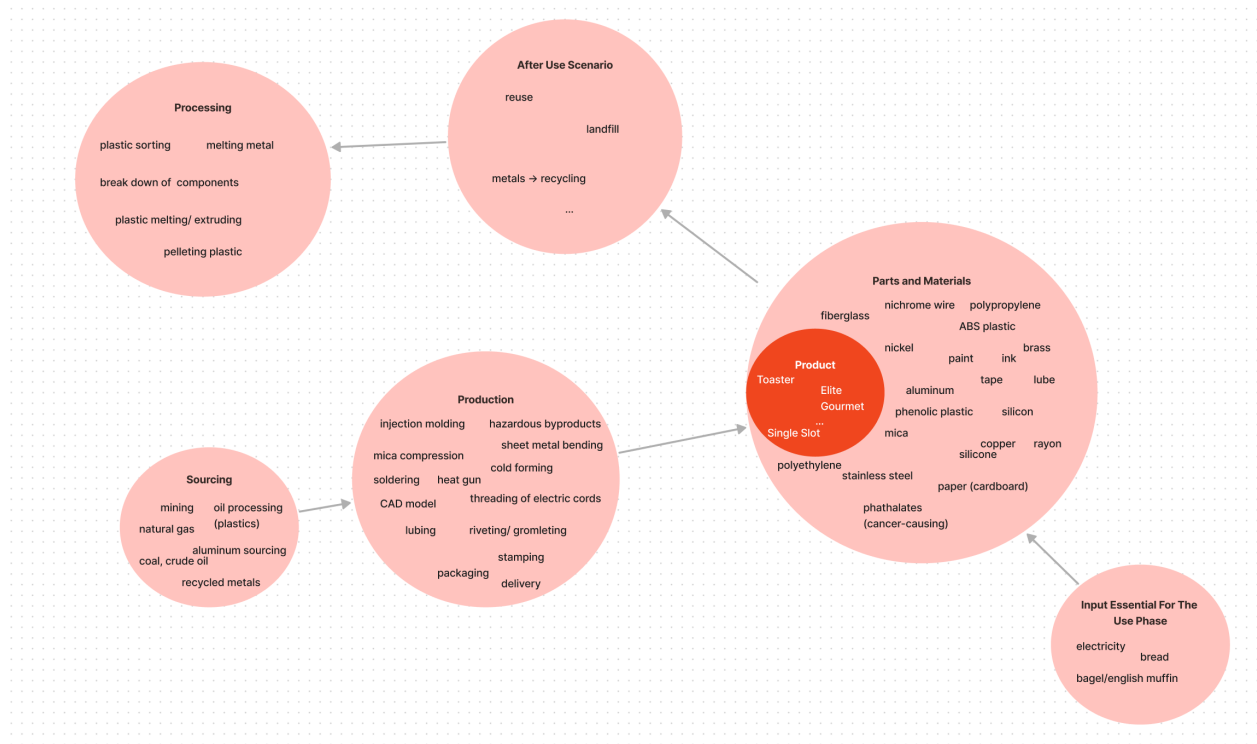 After Use Scenario
reuse
landfill
metals → recycling
...
Processing
plastic sorting
melting metal
break down of components
plastic melting/ extruding
pelleting plastic
Parts and Materials
nichrome wire
polypropylene
fiberglass
ABS plastic
nickel
brass
paint
ink
tape
lube
aluminum
phenolic plastic
silicon
mica
copper
rayon
silicone
polyethylene
stainless steel
paper (cardboard)
phathalates
(cancer-causing)
Product
Toaster
Elite
Gourmet
...
Single Slot
Production
injection molding
hazardous byproducts
sheet metal bending
mica compression
cold forming
soldering
heat gun
threading of electric cords
CAD model
lubing
riveting/ gromleting
stamping
packaging
delivery
Sourcing
mining
oil processing
(plastics)
natural gas
aluminum sourcing
coal, crude oil
recycled metals
Input Essential For The
Use Phase
electricity
bread
bagel/english muffin